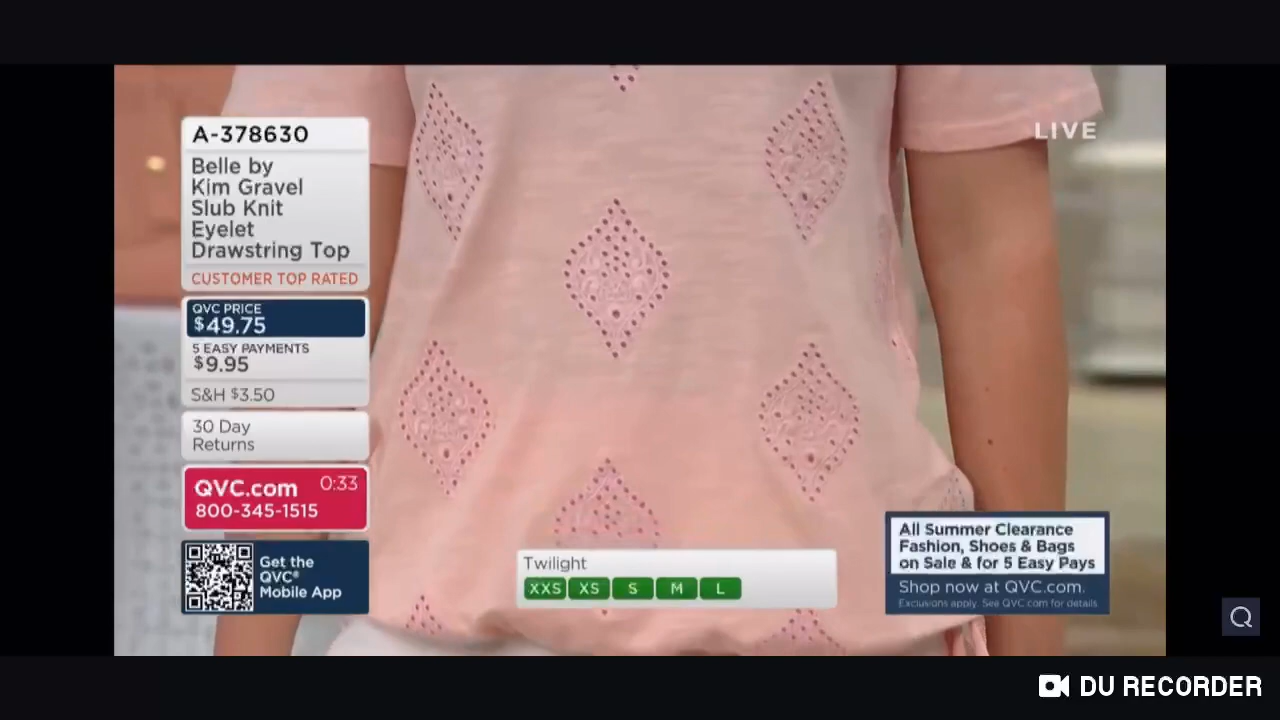 A-378630
Belle by
Kim Gravel
Slub Knit
Eyelet
Drawstring Top
CUSTOMER TOP RATED
QVC PRICE
$49.75
5 EASY PAYMENTS
$9.95
S&H $3.50
30 Day
Returns
QVC.com 0:33
800-345-1515
Get the
QVC®
Mobile App
LIVE
Twilight
XXS XS S M L
All Summer Clearance
Fashion, Shoes & Bags
on Sale & for 5 Easy Pays
Shop now at QVC.com.
Exclusions apply. See QVC.com for details
Q
DU RECORDER